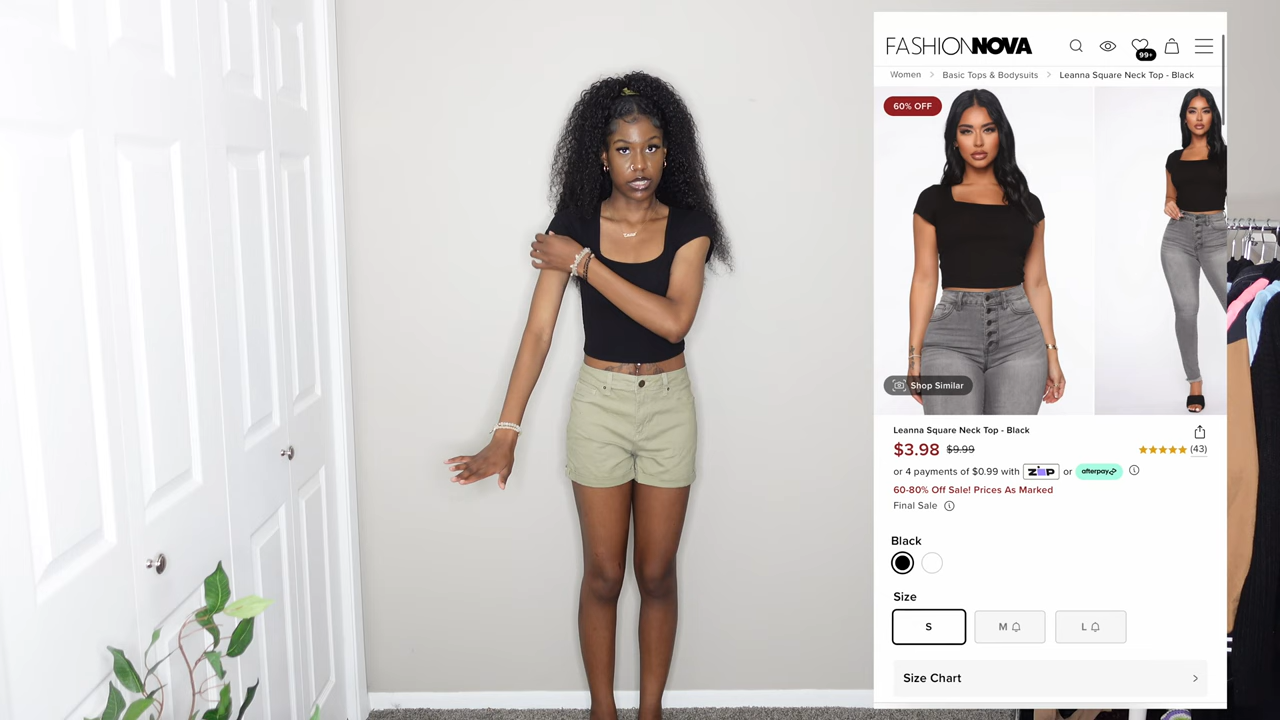 FASHIONNOVA
99+
Women > Basic Tops & Bodysuits > Leanna Square Neck Top - Black
60% OFF
Shop Similar
Leanna Square Neck Top - Black
$3.98 $9.99
(43)
or 4 payments of $0.99 with zip or afterpay
60-80% Off Sale! Prices As Marked
Final Sale
Black
Size
S M L
Size Chart >